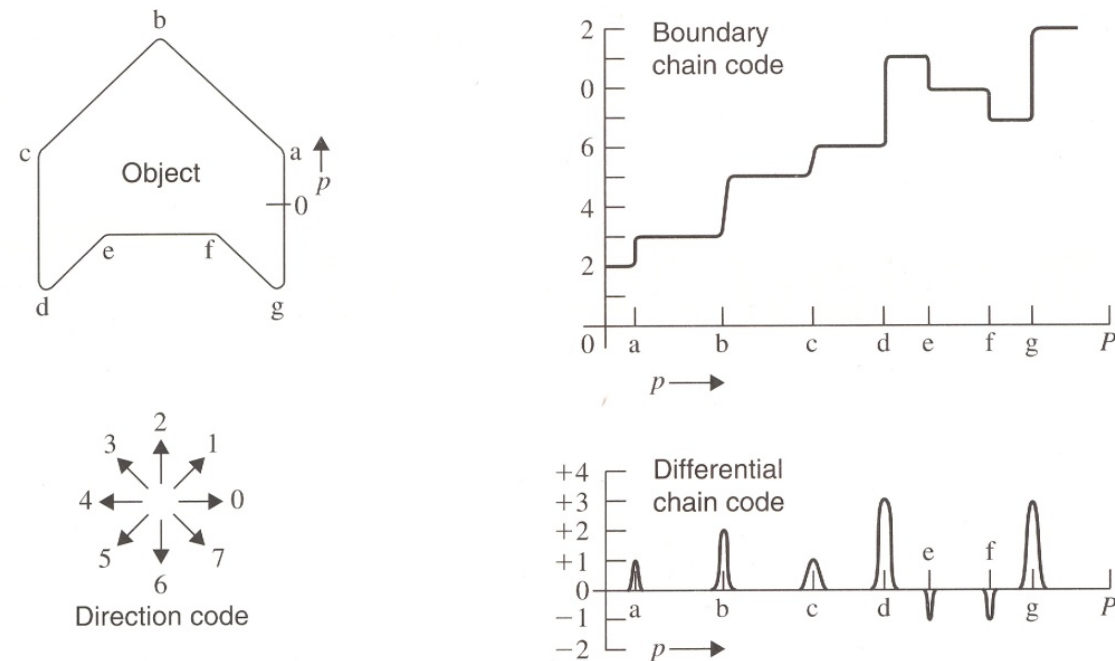 b
c
a
p
Object
0
e
f
d
g
2
3
1
4
0
5
7
6
Direction code
2
Boundary
chain code
0
6
4
2
0
a b c d e f g P
p
+4
Differential
chain code
+3
+2
+1
e f
0
a b c d g P
−1
−2
p